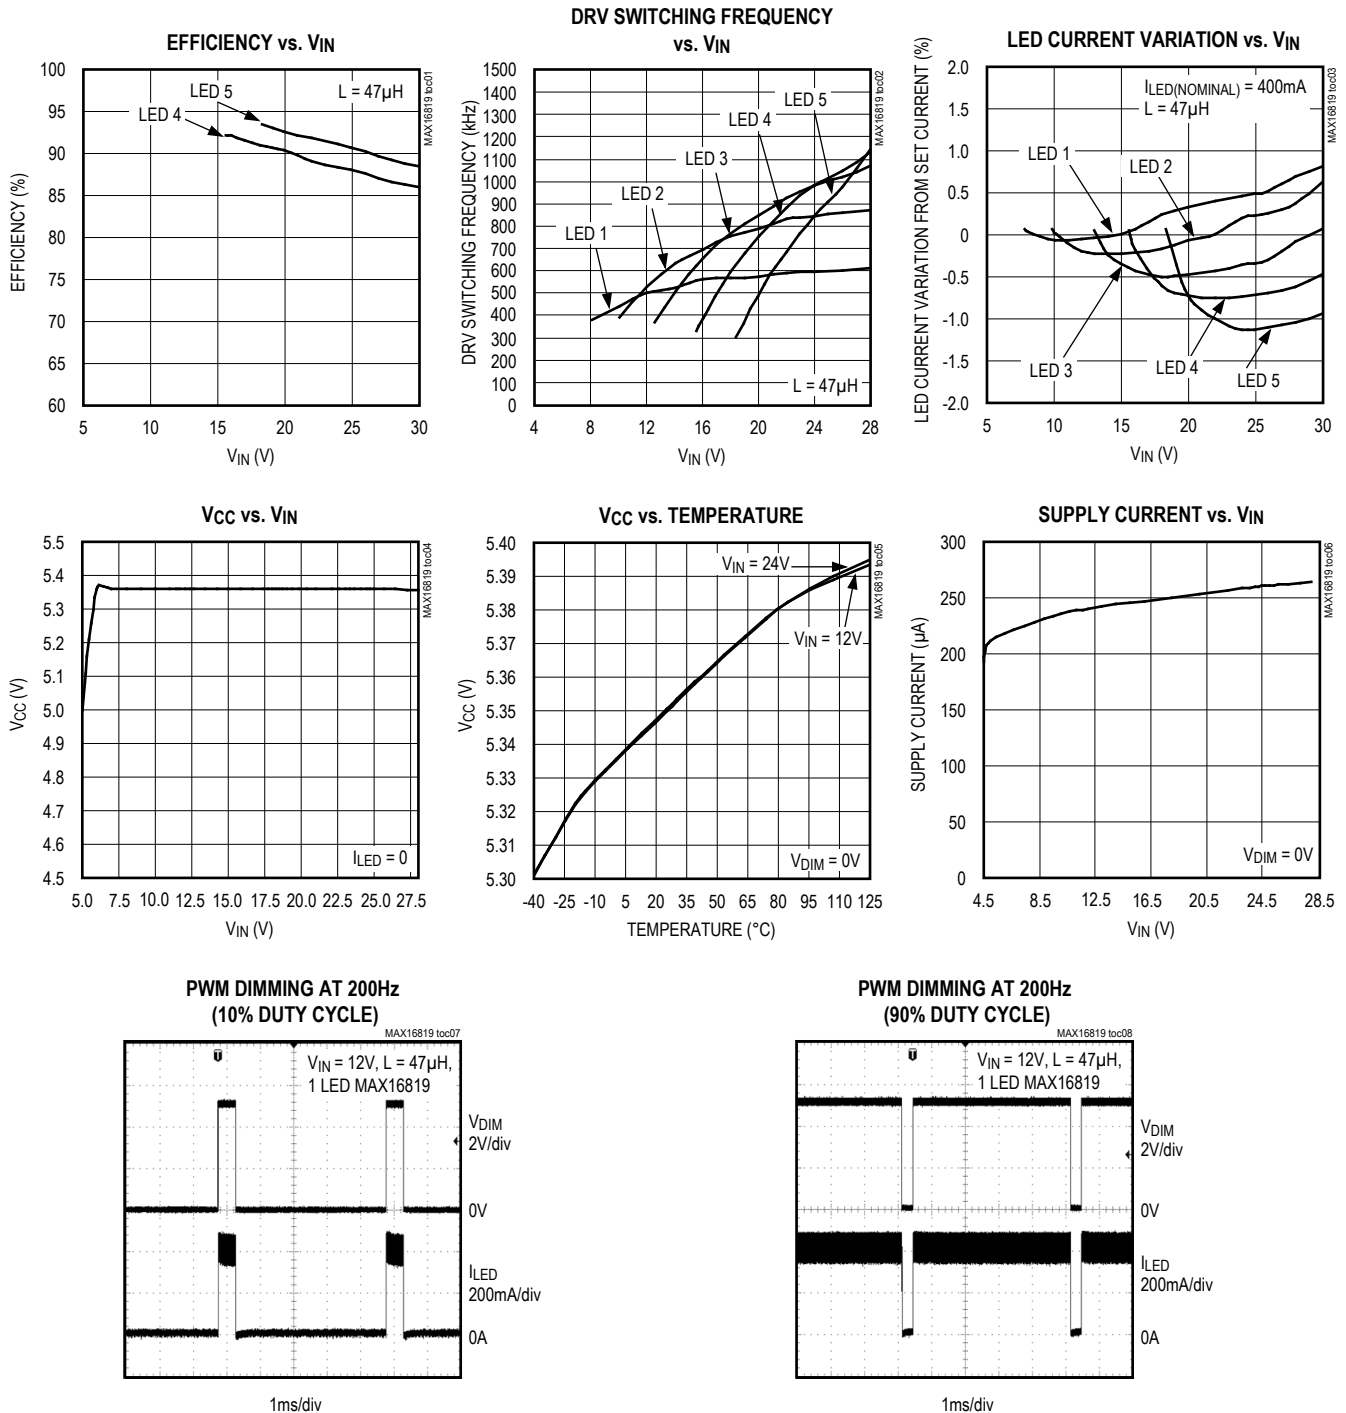 EFFICIENCY vs. VIN
MAX16819 toc01
EFFICIENCY (%)
100
95
90
85
80
75
70
65
60
LED 5
LED 4
L = 47µH
5 10 15 20 25 30
VIN (V)
DRV SWITCHING FREQUENCY
vs. VIN
MAX16819 toc02
DRV SWITCHING FREQUENCY (kHz)
1500
1400
1300
1200
1100
1000
900
800
700
600
500
400
300
200
100
0
LED 5
LED 4
LED 3
LED 2
LED 1
L = 47µH
4 8 12 16 20 24 28
VIN (V)
LED CURRENT VARIATION vs. VIN
MAX16819 toc03
LED CURRENT VARIATION FROM SET CURRENT (%)
2.0
1.5
1.0
0.5
0
-0.5
-1.0
-1.5
-2.0
ILED(NOMINAL) = 400mA
L = 47µH
LED 1
LED 2
LED 3
LED 4
LED 5
5 10 15 20 25 30
VIN (V)
VCC vs. VIN
MAX16819 toc04
VCC (V)
5.5
5.4
5.3
5.2
5.1
5.0
4.9
4.8
4.7
4.6
4.5
ILED = 0
5.0 7.5 10.0 12.5 15.0 17.5 20.0 22.5 25.0 27.5
VIN (V)
VCC vs. TEMPERATURE
MAX16819 toc05
VCC (V)
5.40
5.39
5.38
5.37
5.36
5.35
5.34
5.33
5.32
5.31
5.30
VIN = 24V
VIN = 12V
VDIM = 0V
-40 -25 -10 5 20 35 50 65 80 95 110 125
TEMPERATURE (°C)
SUPPLY CURRENT vs. VIN
MAX16819 toc06
SUPPLY CURRENT (µA)
300
250
200
150
100
50
0
VDIM = 0V
4.5 8.5 12.5 16.5 20.5 24.5 28.5
VIN (V)
PWM DIMMING AT 200Hz
(10% DUTY CYCLE)
MAX16819 toc07
T
VIN = 12V, L = 47µH,
1 LED MAX16819
VDIM
2V/div
0V
ILED
200mA/div
0A
1ms/div
PWM DIMMING AT 200Hz
(90% DUTY CYCLE)
MAX16819 toc08
T
VIN = 12V, L = 47µH,
1 LED MAX16819
VDIM
2V/div
0V
ILED
200mA/div
0A
1ms/div